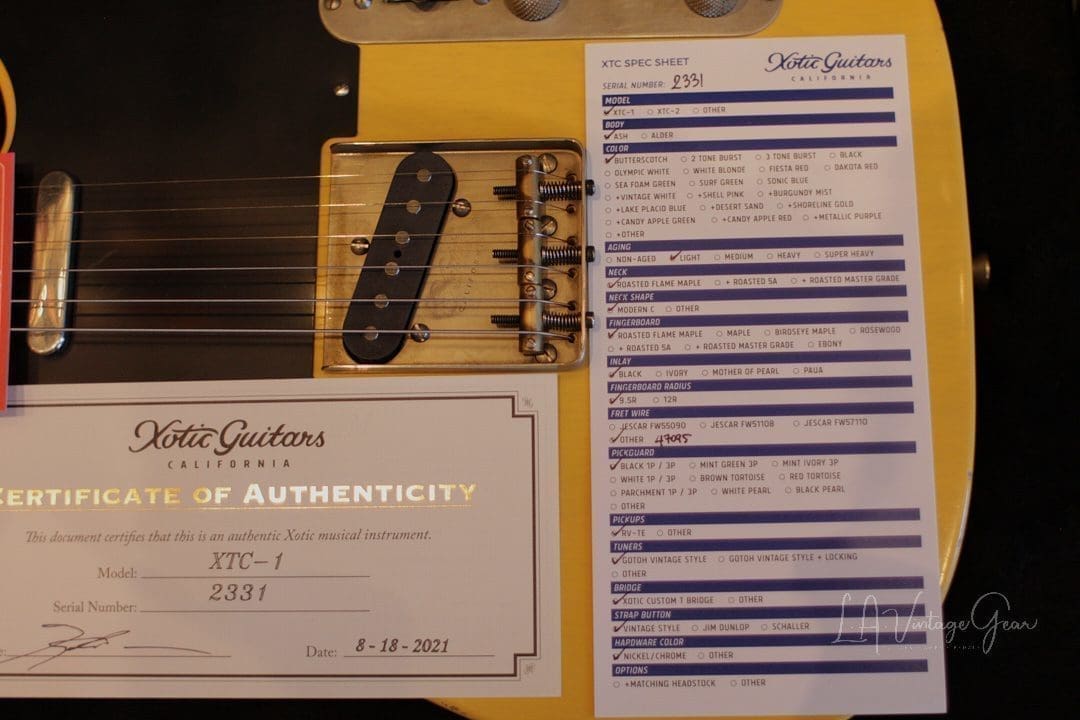 XTC SPEC SHEET
Xotic Guitars
CALIFORNIA
SERIAL NUMBER: 2331
MODEL
✓ XTC-1 ○ XTC-2 ○ OTHER
BODY
✓ ASH ○ ALDER
COLOR
✓ BUTTERSCOTCH ○ 2 TONE BURST ○ 3 TONE BURST ○ BLACK
○ OLYMPIC WHITE ○ WHITE BLONDE ○ FIESTA RED ○ DAKOTA RED
○ SEA FOAM GREEN ○ SURF GREEN ○ SONIC BLUE
○ +VINTAGE WHITE ○ +SHELL PINK ○ +BURGUNDY MIST
○ +LAKE PLACID BLUE ○ +DESERT SAND ○ +SHORELINE GOLD
○ +CANDY APPLE GREEN ○ +CANDY APPLE RED ○ +METALLIC PURPLE
○ +OTHER
AGING
○ NON-AGED ✓ LIGHT ○ MEDIUM ○ HEAVY ○ SUPER HEAVY
NECK
✓ ROASTED FLAME MAPLE ○ + ROASTED 5A ○ + ROASTED MASTER GRADE
NECK SHAPE
✓ MODERN C ○ OTHER
FINGERBOARD
✓ ROASTED FLAME MAPLE ○ MAPLE ○ BIRDSEYE MAPLE ○ ROSEWOOD
○ + ROASTED 5A ○ + ROASTED MASTER GRADE ○ EBONY
INLAY
✓ BLACK ○ IVORY ○ MOTHER OF PEARL ○ PAUA
FINGERBOARD RADIUS
✓ 9.5R ○ 12R
FRET WIRE
○ JESCAR FW55090 ○ JESCAR FW51108 ○ JESCAR FW57110
✓ OTHER 47095
PICKGUARD
✓ BLACK 1P / 3P ○ MINT GREEN 3P ○ MINT IVORY 3P
○ WHITE 1P / 3P ○ BROWN TORTOISE ○ RED TORTOISE
○ PARCHMENT 1P / 3P ○ WHITE PEARL ○ BLACK PEARL
○ OTHER
PICKUPS
✓ RV-TE ○ OTHER
TUNERS
✓ GOTOH VINTAGE STYLE ○ GOTOH VINTAGE STYLE + LOCKING
○ OTHER
BRIDGE
✓ XOTIC CUSTOM T BRIDGE ○ OTHER
STRAP BUTTON
✓ VINTAGE STYLE ○ JIM DUNLOP ○ SCHALLER
HARDWARE COLOR
✓ NICKEL/CHROME ○ OTHER
OPTIONS
○ +MATCHING HEADSTOCK ○ OTHER
Xotic Guitars
CALIFORNIA
CERTIFICATE OF AUTHENTICITY
This document certifies that this is an authentic Xotic musical instrument.
Model: XTC-1
Serial Number: 2331
Date: 8-18-2021
L.A. Vintage Gear